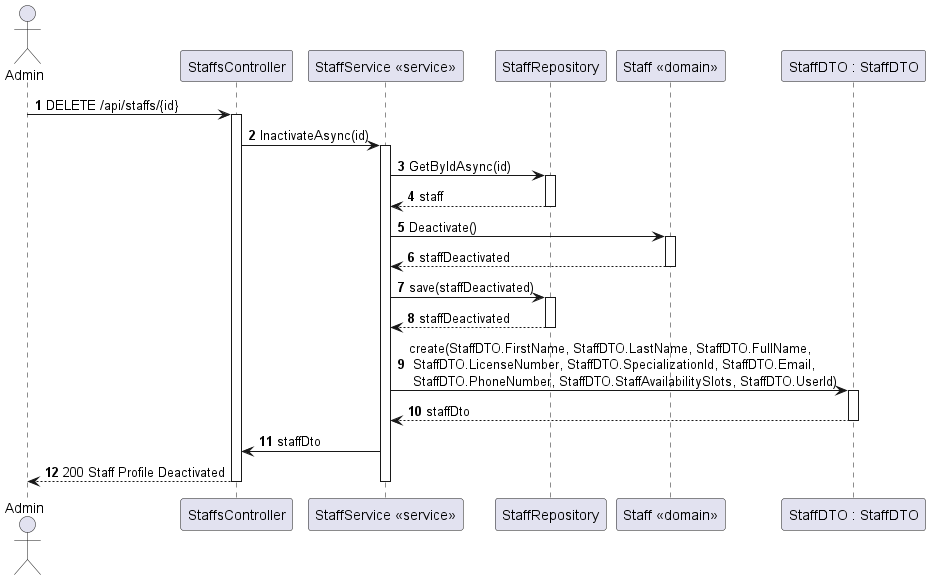 Admin
StaffsController
StaffService «service»
StaffRepository
Staff «domain»
StaffDTO : StaffDTO
1 DELETE /api/staffs/{id}
2 InactivateAsync(id)
3 GetByIdAsync(id)
4 staff
5 Deactivate()
6 staffDeactivated
7 save(staffDeactivated)
8 staffDeactivated
create(StaffDTO.FirstName, StaffDTO.LastName, StaffDTO.FullName,
9 StaffDTO.LicenseNumber, StaffDTO.SpecializationId, StaffDTO.Email,
StaffDTO.PhoneNumber, StaffDTO.StaffAvailabilitySlots, StaffDTO.UserId)
10 staffDto
11 staffDto
12 200 Staff Profile Deactivated
Admin
StaffsController
StaffService «service»
StaffRepository
Staff «domain»
StaffDTO : StaffDTO